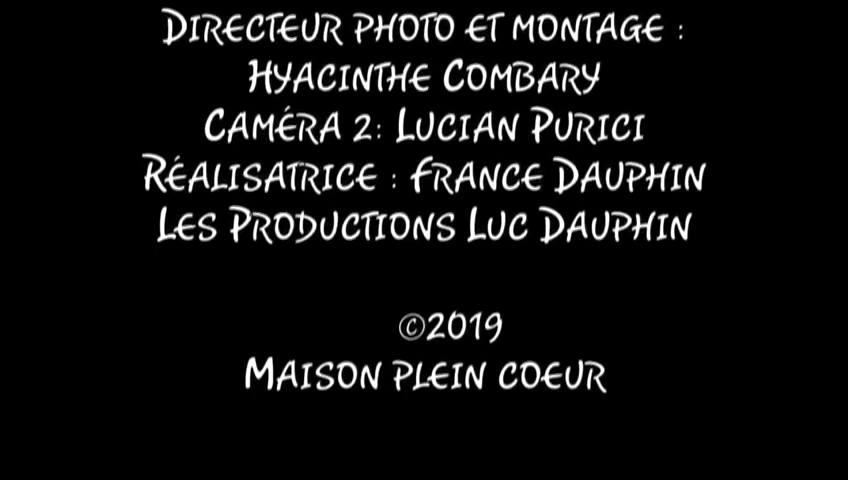 Directeur photo et montage :
Hyacinthe Combary
Caméra 2: Lucian Purici
Réalisatrice : France Dauphin
Les Productions Luc Dauphin
©2019
Maison plein coeur